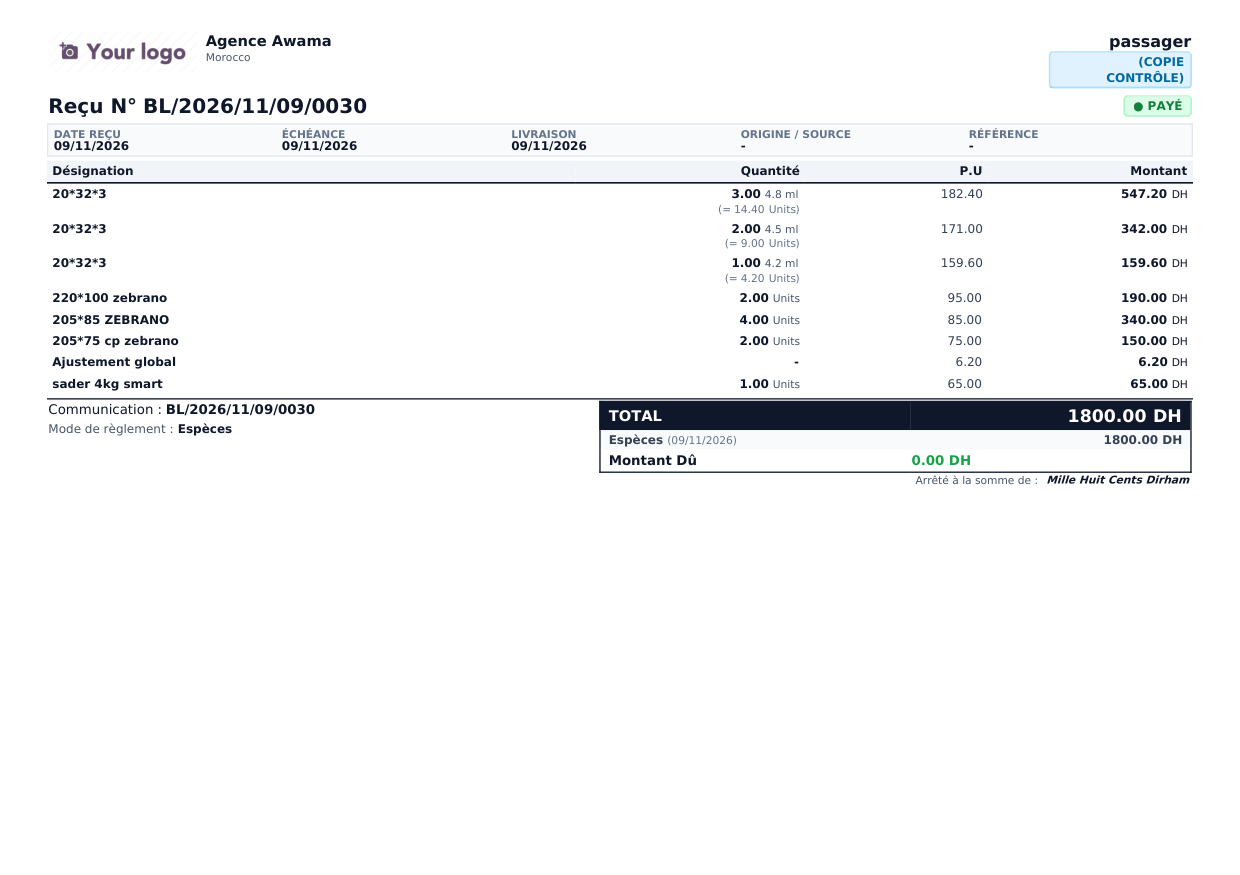 Your logo
Agence Awama
Morocco
passager
(COPIE
CONTRÔLE)
Reçu N° BL/2026/11/09/0030
● PAYÉ
DATE REÇU ÉCHÉANCE LIVRAISON ORIGINE / SOURCE RÉFÉRENCE
09/11/2026 09/11/2026 09/11/2026 - -
Désignation Quantité P.U Montant
20*32*3 3.00 4.8 ml 182.40 547.20 DH
(= 14.40 Units)
20*32*3 2.00 4.5 ml 171.00 342.00 DH
(= 9.00 Units)
20*32*3 1.00 4.2 ml 159.60 159.60 DH
(= 4.20 Units)
220*100 zebrano 2.00 Units 95.00 190.00 DH
205*85 ZEBRANO 4.00 Units 85.00 340.00 DH
205*75 cp zebrano 2.00 Units 75.00 150.00 DH
Ajustement global - 6.20 6.20 DH
sader 4kg smart 1.00 Units 65.00 65.00 DH
Communication : BL/2026/11/09/0030
Mode de règlement : Espèces
TOTAL 1800.00 DH
Espèces (09/11/2026) 1800.00 DH
Montant Dû 0.00 DH
Arrêté à la somme de : Mille Huit Cents Dirham